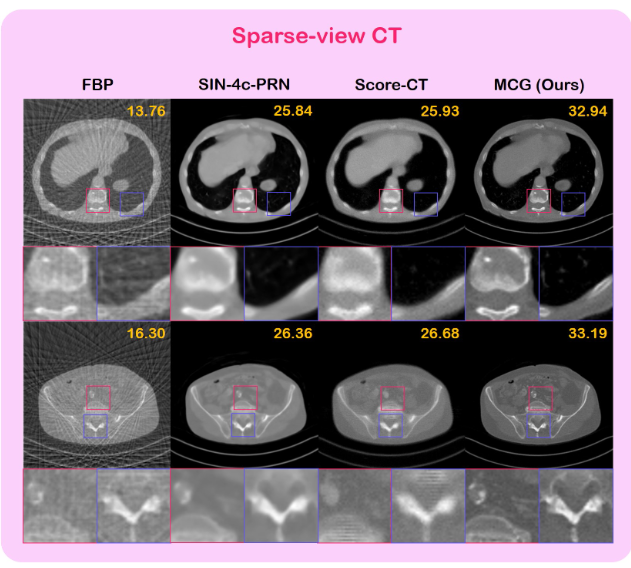 Sparse-view CT
FBP SIN-4c-PRN Score-CT MCG (Ours)
13.76 25.84 25.93 32.94
16.30 26.36 26.68 33.19